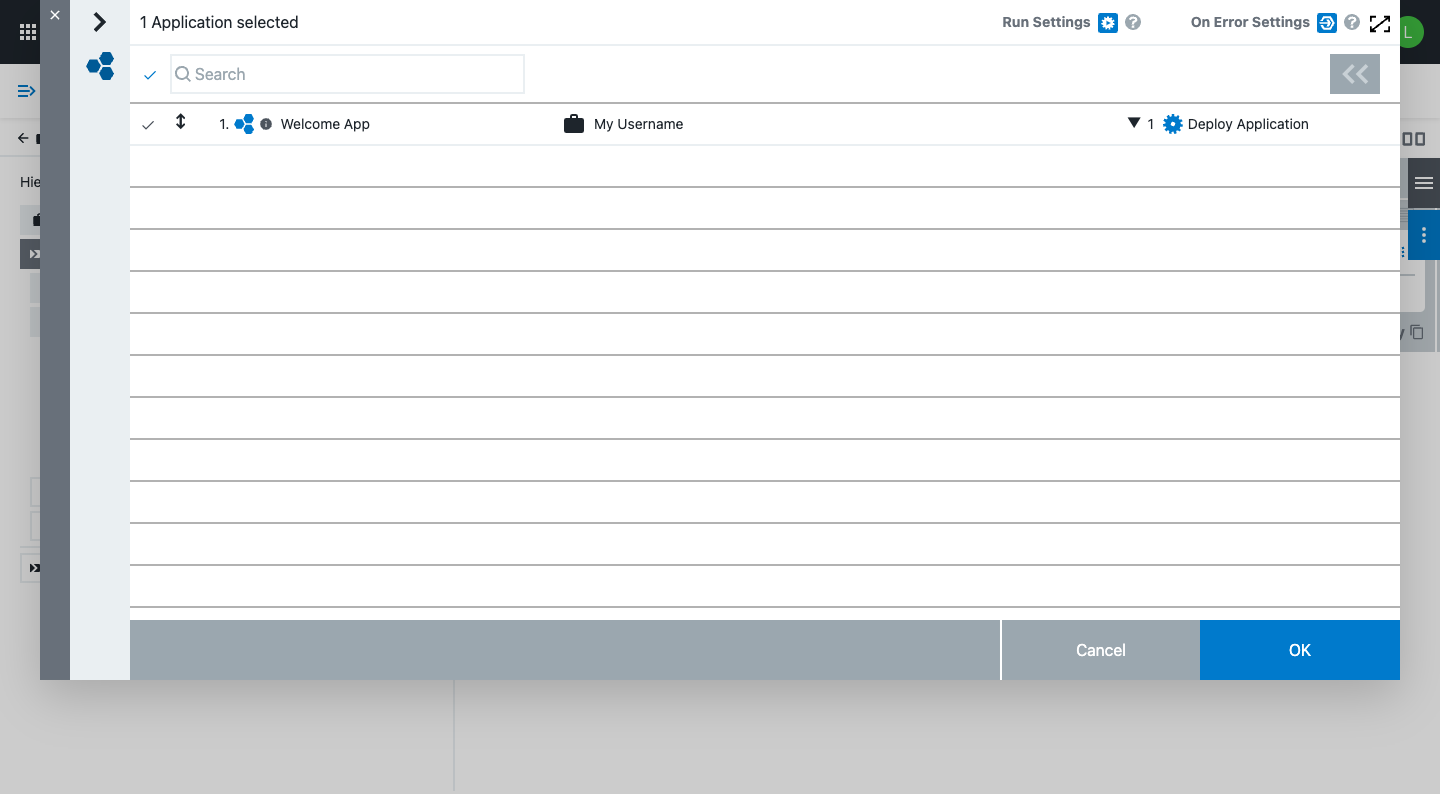 1 Application selected
Run Settings
On Error Settings
L
Search
1. Welcome App
My Username
1 Deploy Application
Hie
Cancel
OK